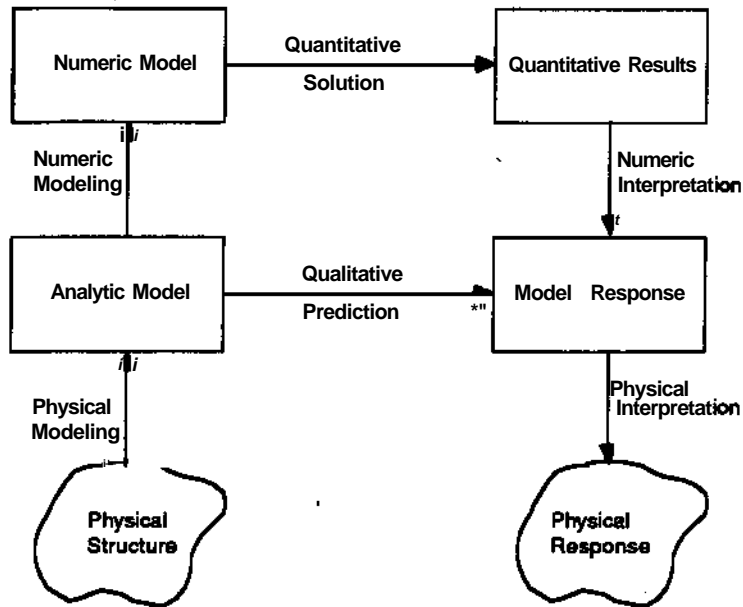 Numeric Model
Quantitative
Solution
Quantitative Results
Numeric
Modeling
Numeric
Interpretation
Analytic Model
Qualitative
Prediction
Model Response
Physical
Modeling
Physical
Interpretation
Physical
Structure
Physical
Response